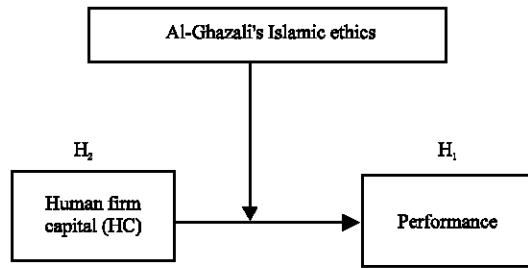 Al-Ghazali's Islamic ethics
H₂
H₁
Human firm
capital (HC)
Performance